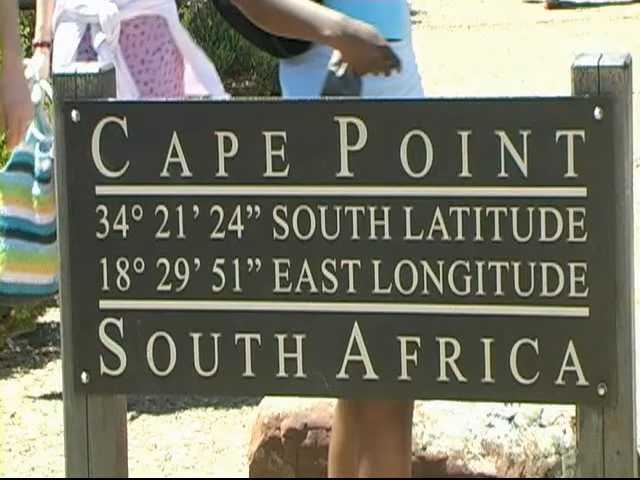 CAPE POINT
34° 21’ 24” SOUTH LATITUDE
18° 29’ 51” EAST LONGITUDE
SOUTH AFRICA